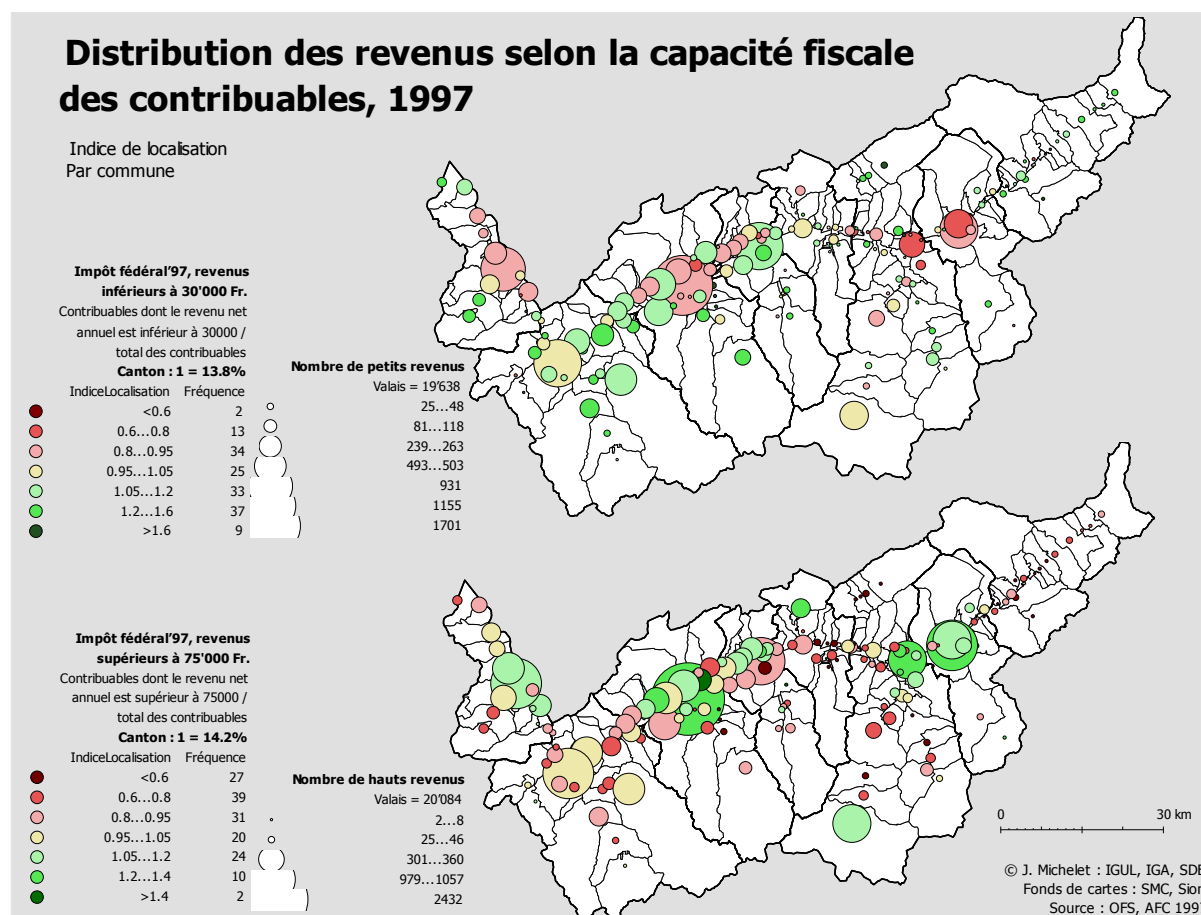 Distribution des revenus selon la capacité fiscale
des contribuables, 1997
Indice de localisation
Par commune
Impôt fédéral'97, revenus
inférieurs à 30'000 Fr.
Contribuables dont le revenu net
annuel est inférieur à 30000 /
total des contribuables
Canton : 1 = 13.8%
IndiceLocalisation Fréquence
<0.6 2
0.6...0.8 13
0.8...0.95 34
0.95...1.05 25
1.05...1.2 33
1.2...1.6 37
>1.6 9
Nombre de petits revenus
Valais = 19'638
25...48
81...118
239...263
493...503
931
1155
1701
Impôt fédéral'97, revenus
supérieurs à 75'000 Fr.
Contribuables dont le revenu net
annuel est supérieur à 75000 /
total des contribuables
Canton : 1 = 14.2%
IndiceLocalisation Fréquence
<0.6 27
0.6...0.8 39
0.8...0.95 31
0.95...1.05 20
1.05...1.2 24
1.2...1.4 10
>1.4 2
Nombre de hauts revenus
Valais = 20'084
2...8
25...46
301...360
979...1057
2432
0 30 km
© J. Michelet : IGUL, IGA, SDE
Fonds de cartes : SMC, Sion
Source : OFS, AFC 199